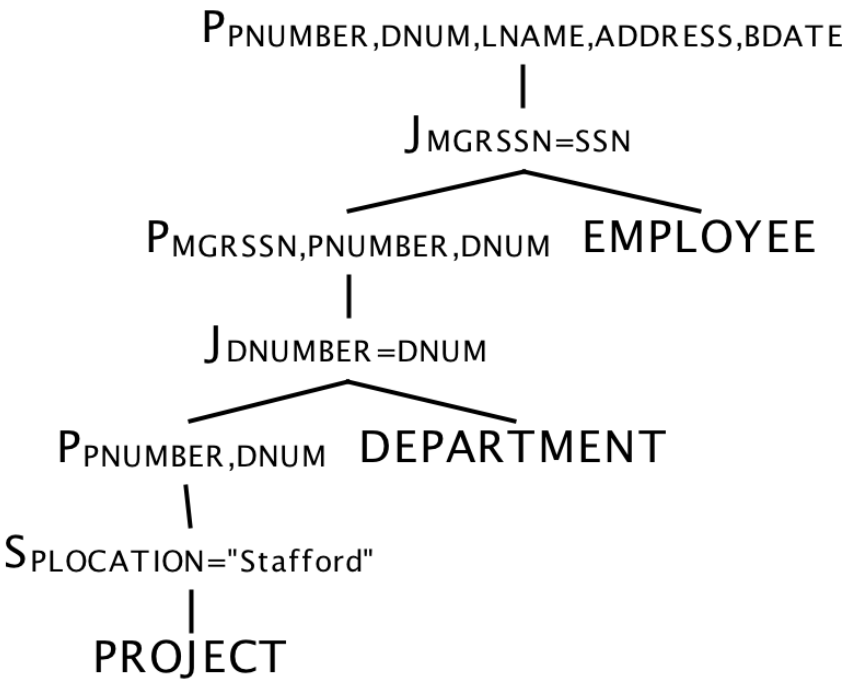 PPNUMBER,DNUM,LNAME,ADDRESS,BDATE
JMGRSSN=SSN
PMGRSSN,PNUMBER,DNUM EMPLOYEE
JDNUMBER=DNUM
PPNUMBER,DNUM DEPARTMENT
SPLOCATION="Stafford"
PROJECT